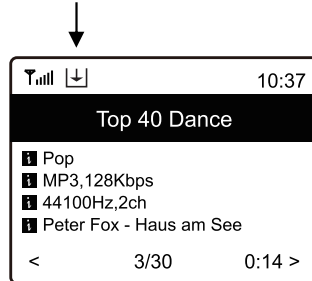 10:37
Top 40 Dance
i Pop
i MP3,128Kbps
i 44100Hz,2ch
i Peter Fox - Haus am See
< 3/30 0:14 >